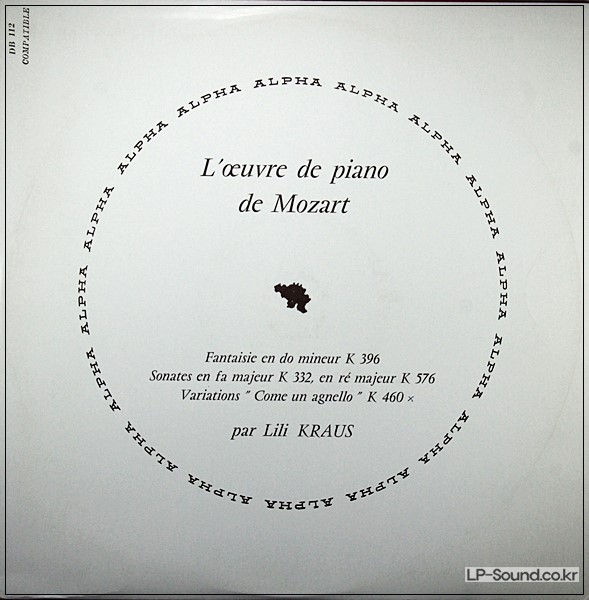 DB 112
COMPATIBLE
ALPHA ALPHA ALPHA ALPHA ALPHA ALPHA ALPHA ALPHA ALPHA ALPHA ALPHA ALPHA ALPHA ALPHA ALPHA ALPHA ALPHA ALPHA
L'œuvre de piano
de Mozart
Fantaisie en do mineur K 396
Sonates en fa majeur K 332, en ré majeur K 576
Variations " Come un agnello " K 460 ×
par Lili KRAUS
LP-Sound.co.kr